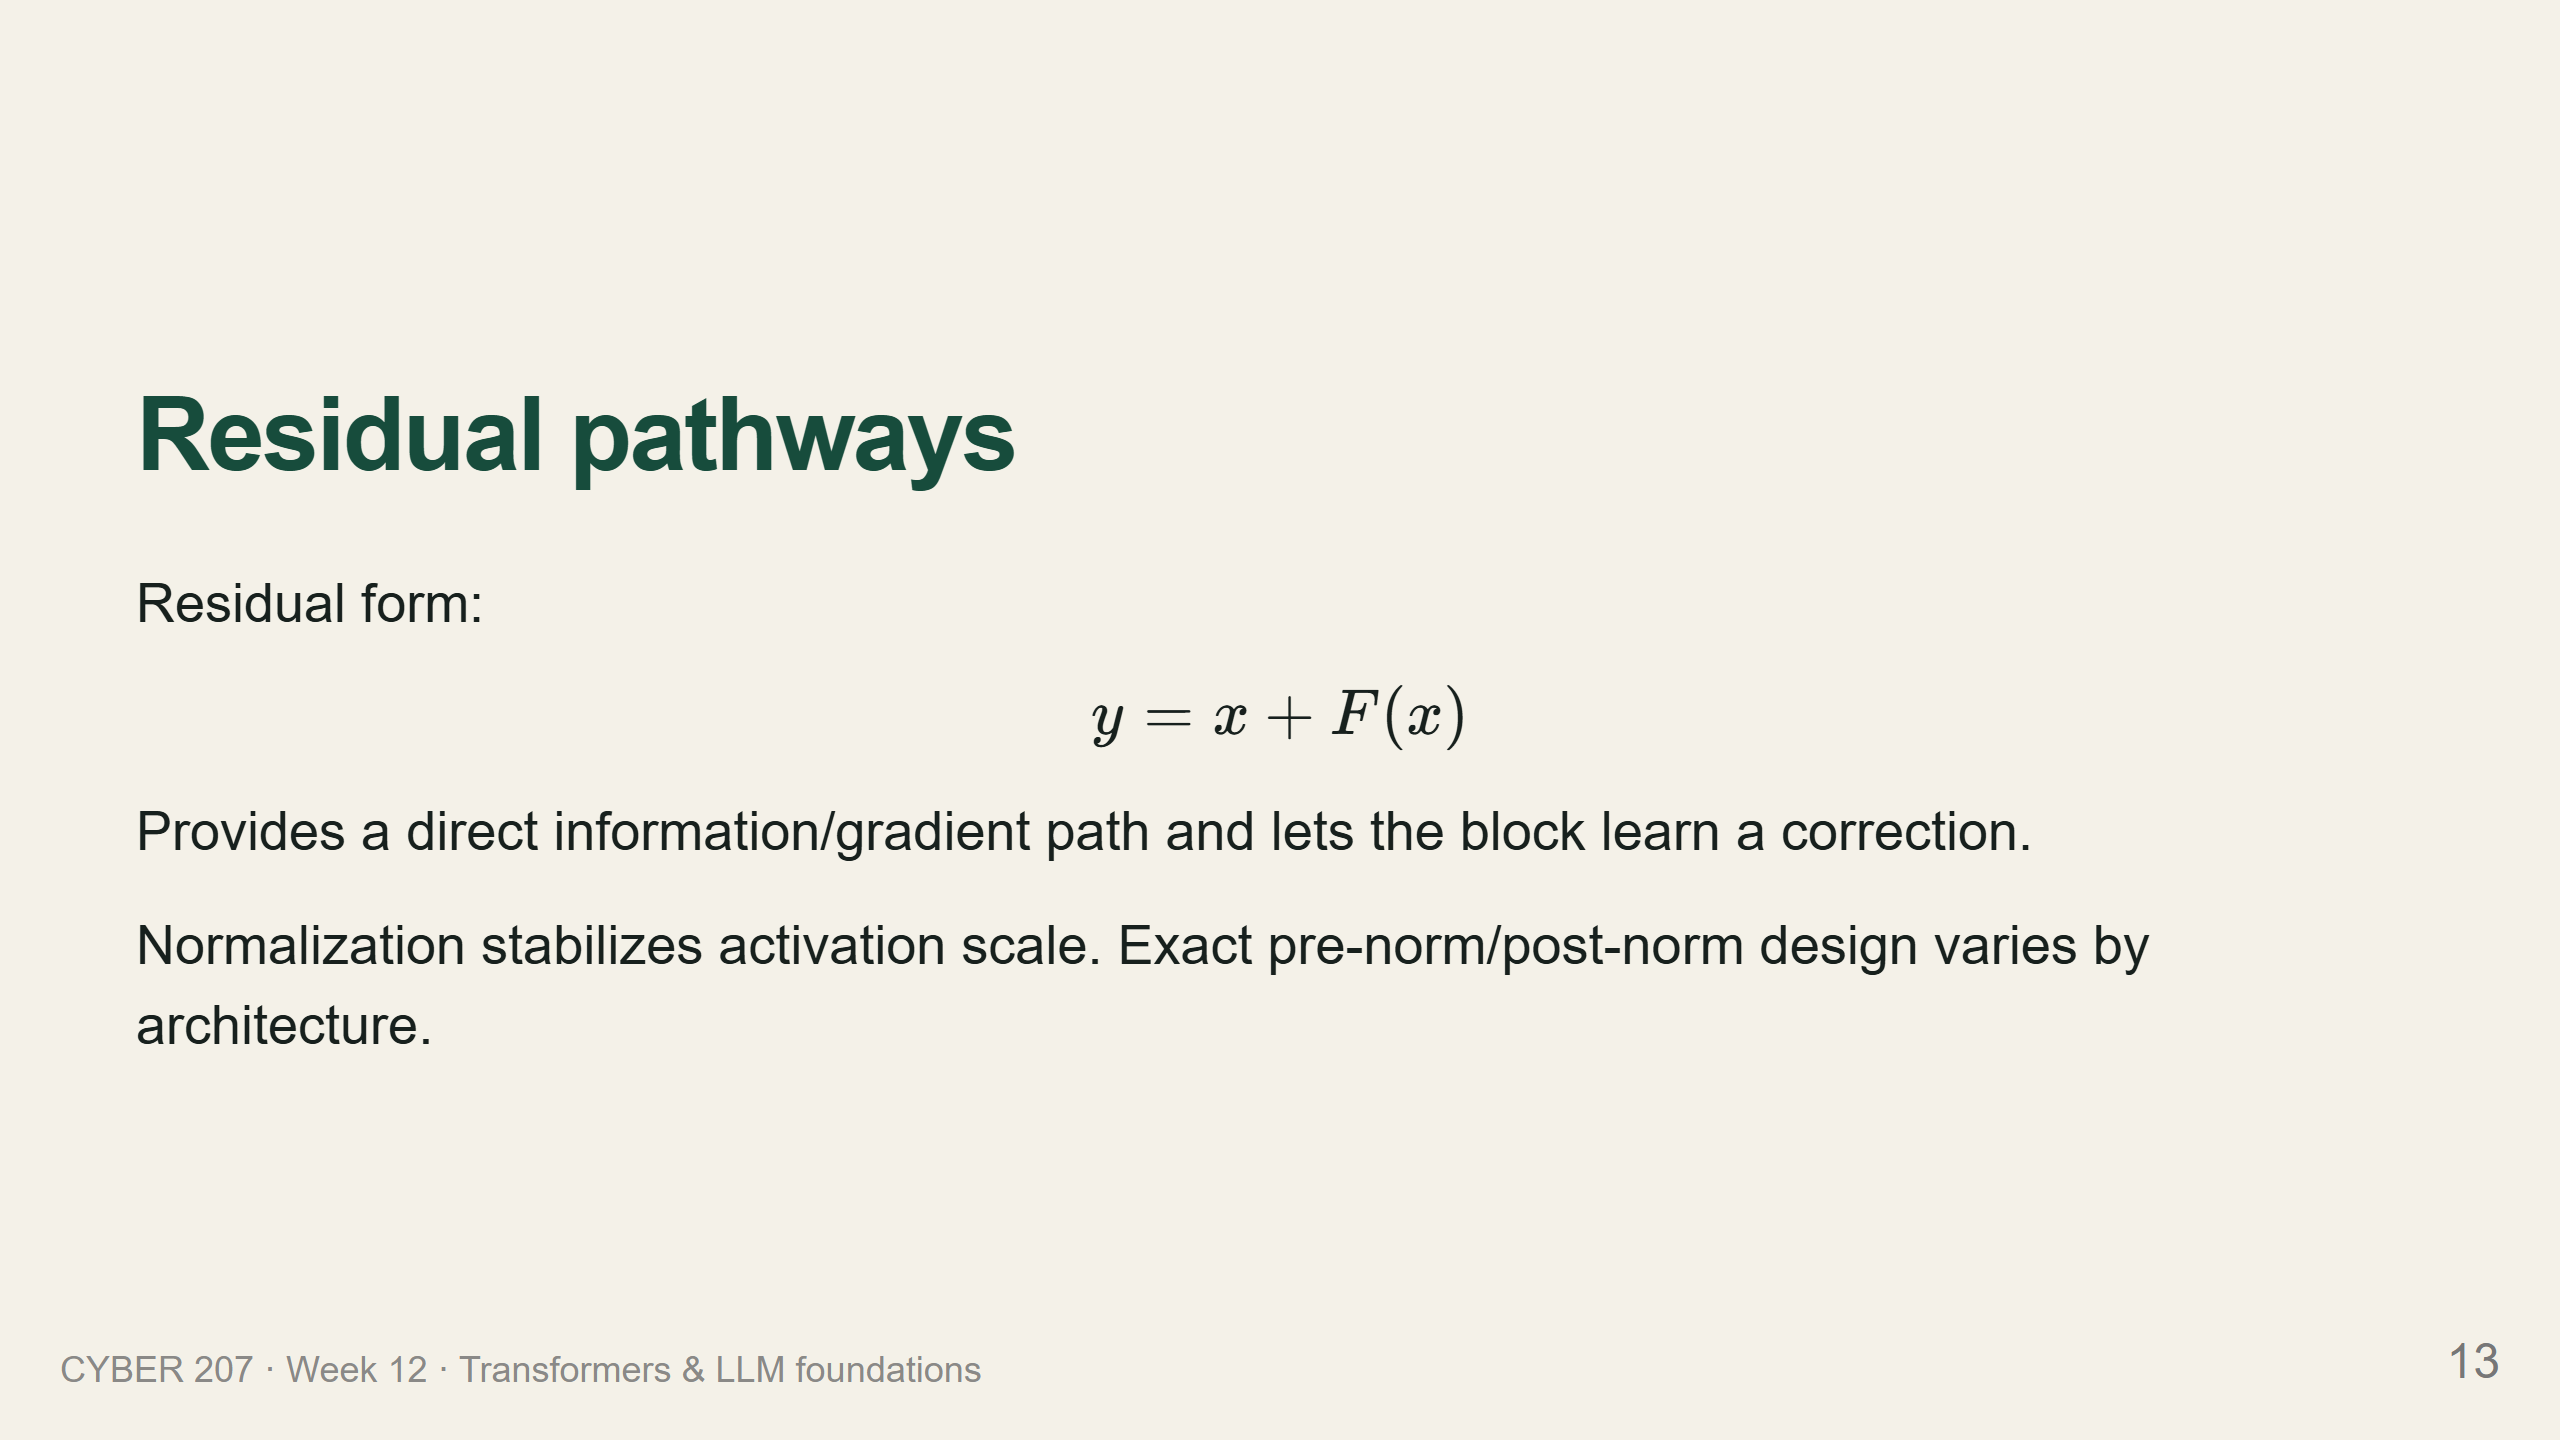 Residual pathways
Residual form:
y = x + F(x)
Provides a direct information/gradient path and lets the block learn a correction.
Normalization stabilizes activation scale. Exact pre-norm/post-norm design varies by
architecture.
CYBER 207 · Week 12 · Transformers & LLM foundations
13